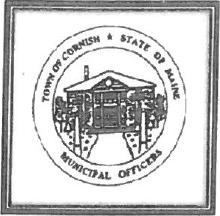 TOWN OF CORNISH ★ STATE OF MAINE
MUNICIPAL OFFICERS